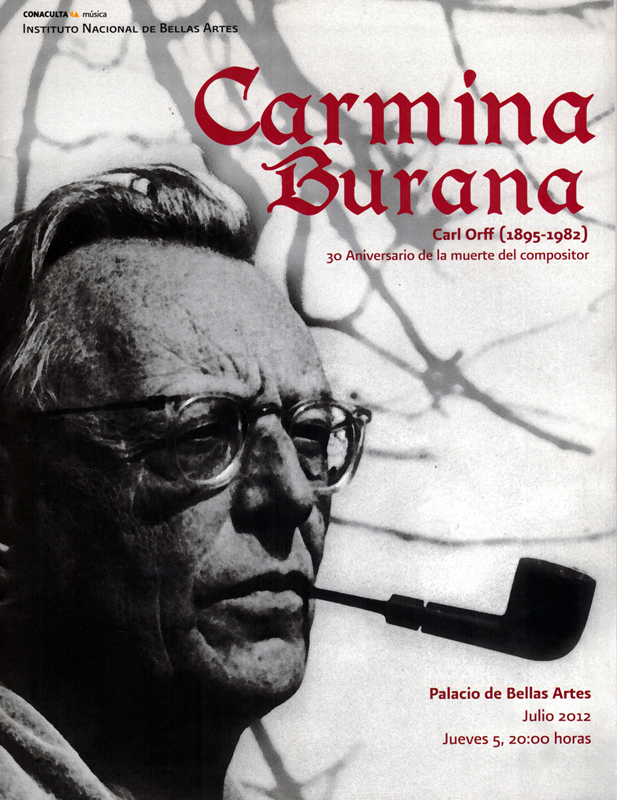 CONACULTA música
INSTITUTO NACIONAL DE BELLAS ARTES
Carmina
Burana
Carl Orff (1895-1982)
30 Aniversario de la muerte del compositor
Palacio de Bellas Artes
Julio 2012
Jueves 5, 20:00 horas